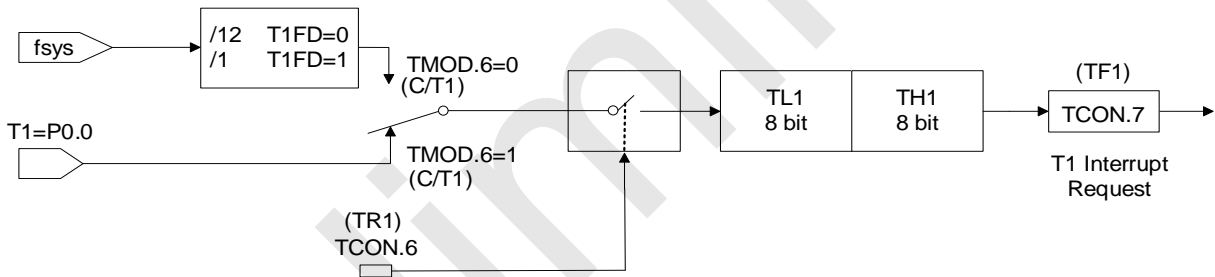 fsys
/12 T1FD=0
/1 T1FD=1
TMOD.6=0
(C/T1)
T1=P0.0
TMOD.6=1
(C/T1)
(TR1)
TCON.6
TL1
8 bit
TH1
8 bit
(TF1)
TCON.7
T1 Interrupt
Request